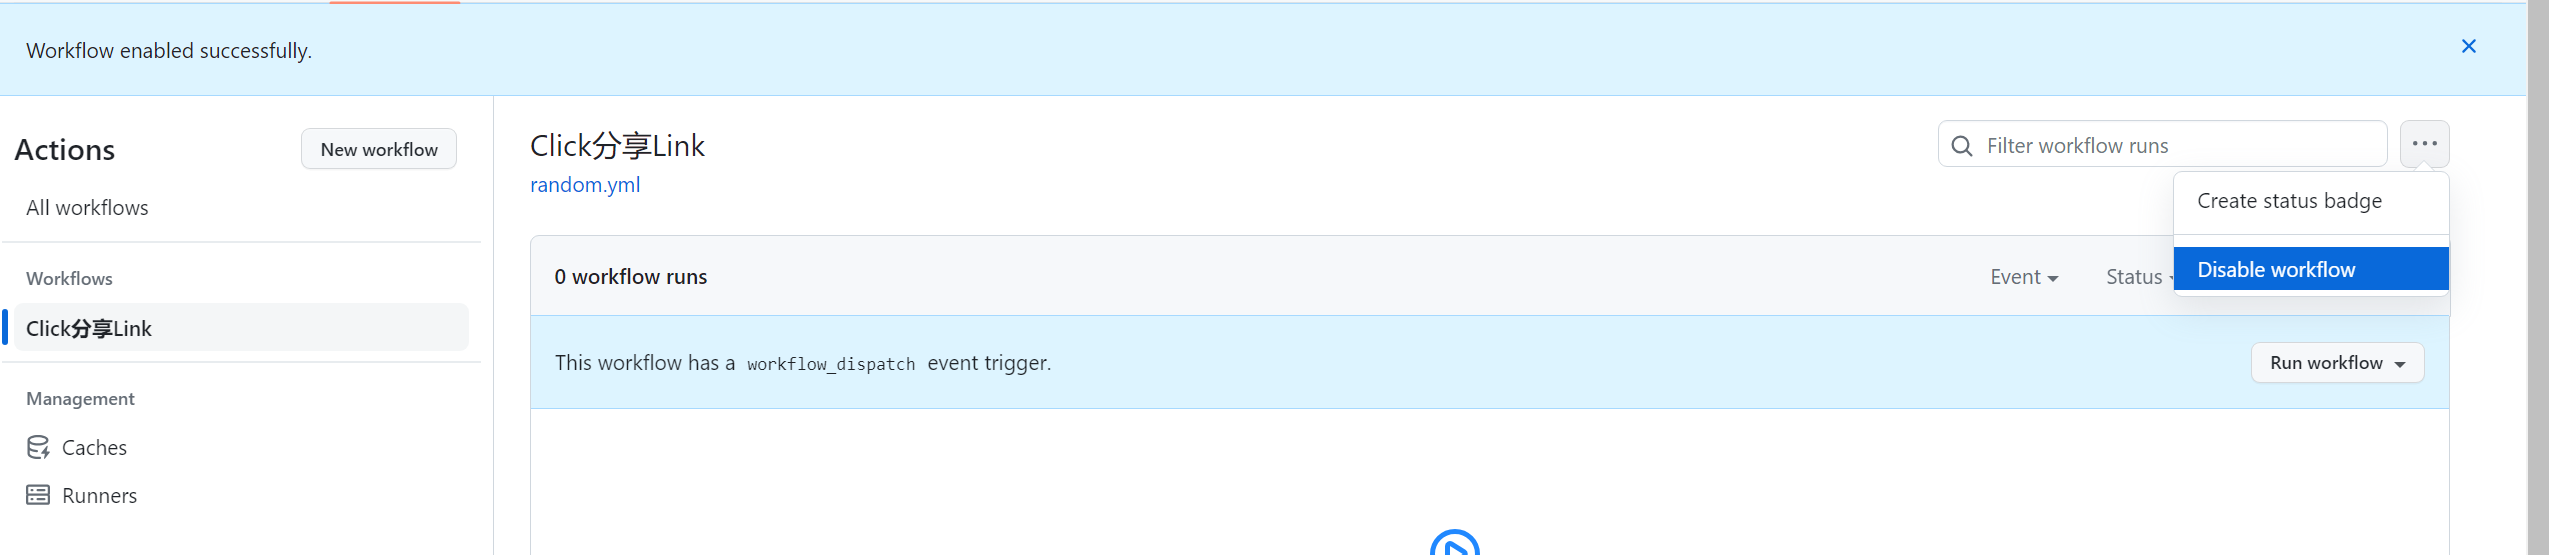 Workflow enabled successfully.
Actions
New workflow
All workflows
Workflows
Click分享Link
Management
Caches
Runners
Click分享Link
random.yml
Filter workflow runs
Create status badge
Disable workflow
0 workflow runs
Event
Status
This workflow has a workflow_dispatch event trigger.
Run workflow